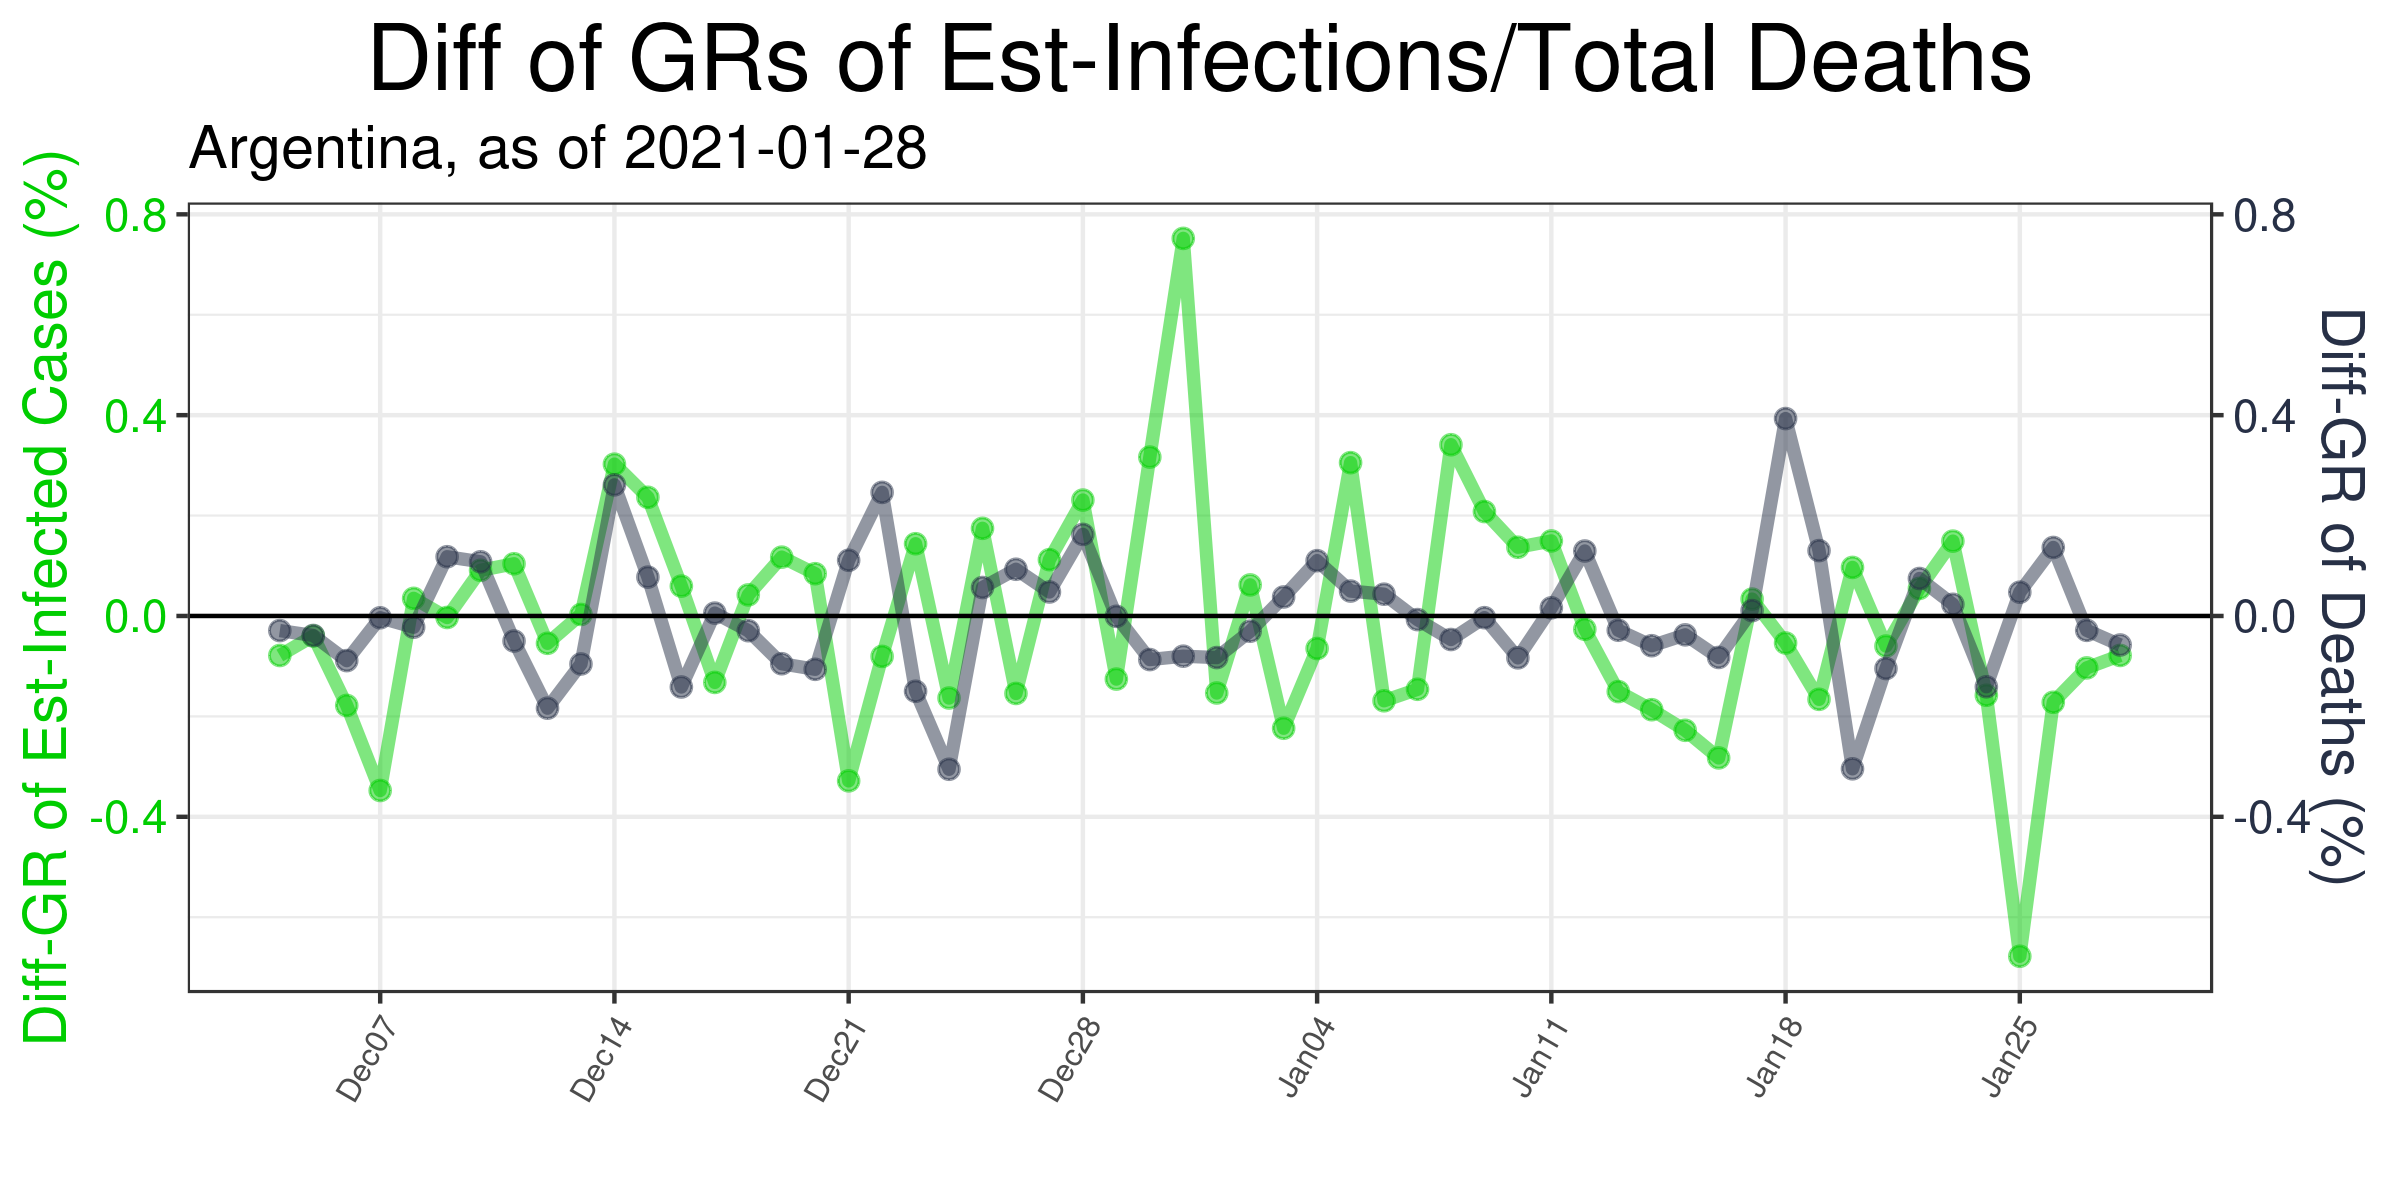 Diff of GRs of Est-Infections/Total Deaths
Argentina, as of 2021-01-28
Diff-GR of Est-Infected Cases (%)
0.8
0.4
0.0
-0.4
0.8
0.4
0.0
-0.4
Diff-GR of Deaths (%)
Dec07
Dec14
Dec21
Dec28
Jan04
Jan11
Jan18
Jan25